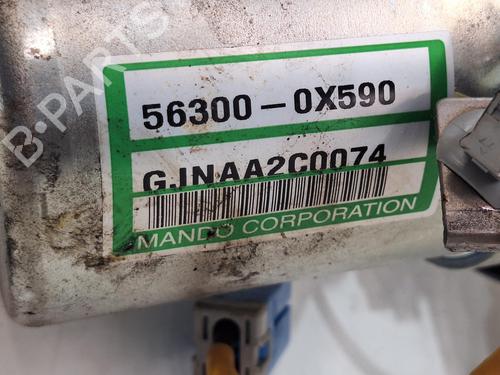 B-PARTS
56300-0X590
GJNAA2C0074
MANDO CORPORATION